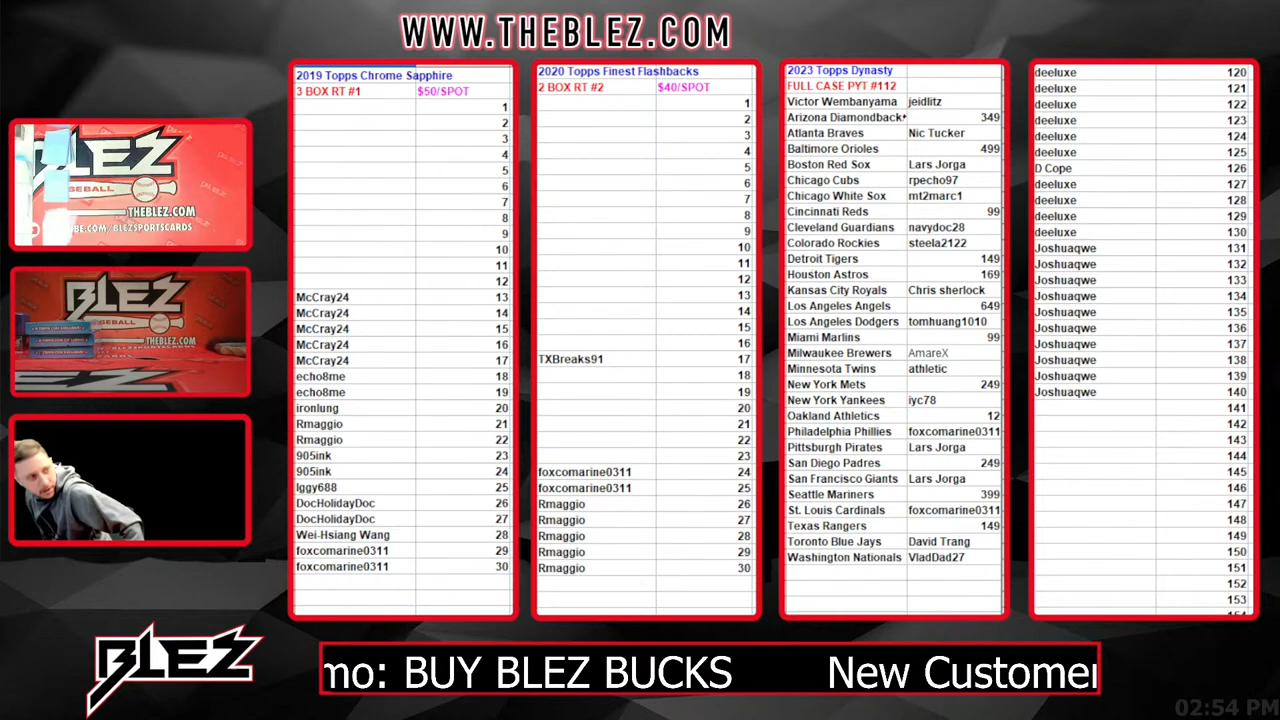 WWW.THEBLEZ.COM
BLEZ
BASEBALL
THEBLEZ.COM
BE.COM/ BLEZSPORTSCARDS
BLEZ
THEBLEZ.COM
2019 Topps Chrome Sapphire
3 BOX RT #1 $50/SPOT
1
2
3
4
5
6
7
8
9
10
11
12
McCray24 13
McCray24 14
McCray24 15
McCray24 16
McCray24 17
echo8me 18
echo8me 19
ironlung 20
Rmaggio 21
Rmaggio 22
905ink 23
905ink 24
Iggy688 25
DocHolidayDoc 26
DocHolidayDoc 27
Wei-Hsiang Wang 28
foxcomarine0311 29
foxcomarine0311 30
2020 Topps Finest Flashbacks
2 BOX RT #2 $40/SPOT
1
2
3
4
5
6
7
8
9
10
11
12
13
14
15
16
TXBreaks91 17
18
19
20
21
22
23
foxcomarine0311 24
foxcomarine0311 25
Rmaggio 26
Rmaggio 27
Rmaggio 28
Rmaggio 29
Rmaggio 30
2023 Topps Dynasty
FULL CASE PYT #112
Victor Wembanyama jeidlitz
Arizona Diamondback 349
Atlanta Braves Nic Tucker
Baltimore Orioles 499
Boston Red Sox Lars Jorga
Chicago Cubs rpecho97
Chicago White Sox mt2marc1
Cincinnati Reds 99
Cleveland Guardians navydoc28
Colorado Rockies steela2122
Detroit Tigers 149
Houston Astros 169
Kansas City Royals Chris sherlock
Los Angeles Angels 649
Los Angeles Dodgers tomhuang1010
Miami Marlins 99
Milwaukee Brewers AmareX
Minnesota Twins athletic
New York Mets 249
New York Yankees iyc78
Oakland Athletics 12
Philadelphia Phillies foxcomarine0311
Pittsburgh Pirates Lars Jorga
San Diego Padres 249
San Francisco Giants Lars Jorga
Seattle Mariners 399
St. Louis Cardinals foxcomarine0311
Texas Rangers 149
Toronto Blue Jays David Trang
Washington Nationals VladDad27
deeluxe 120
deeluxe 121
deeluxe 122
deeluxe 123
deeluxe 124
deeluxe 125
D Cope 126
deeluxe 127
deeluxe 128
deeluxe 129
deeluxe 130
Joshuaqwe 131
Joshuaqwe 132
Joshuaqwe 133
Joshuaqwe 134
Joshuaqwe 135
Joshuaqwe 136
Joshuaqwe 137
Joshuaqwe 138
Joshuaqwe 139
Joshuaqwe 140
141
142
143
144
145
146
147
148
149
150
151
152
153
154
BLEZ
mo: BUY BLEZ BUCKS New Customer
02:54 PM